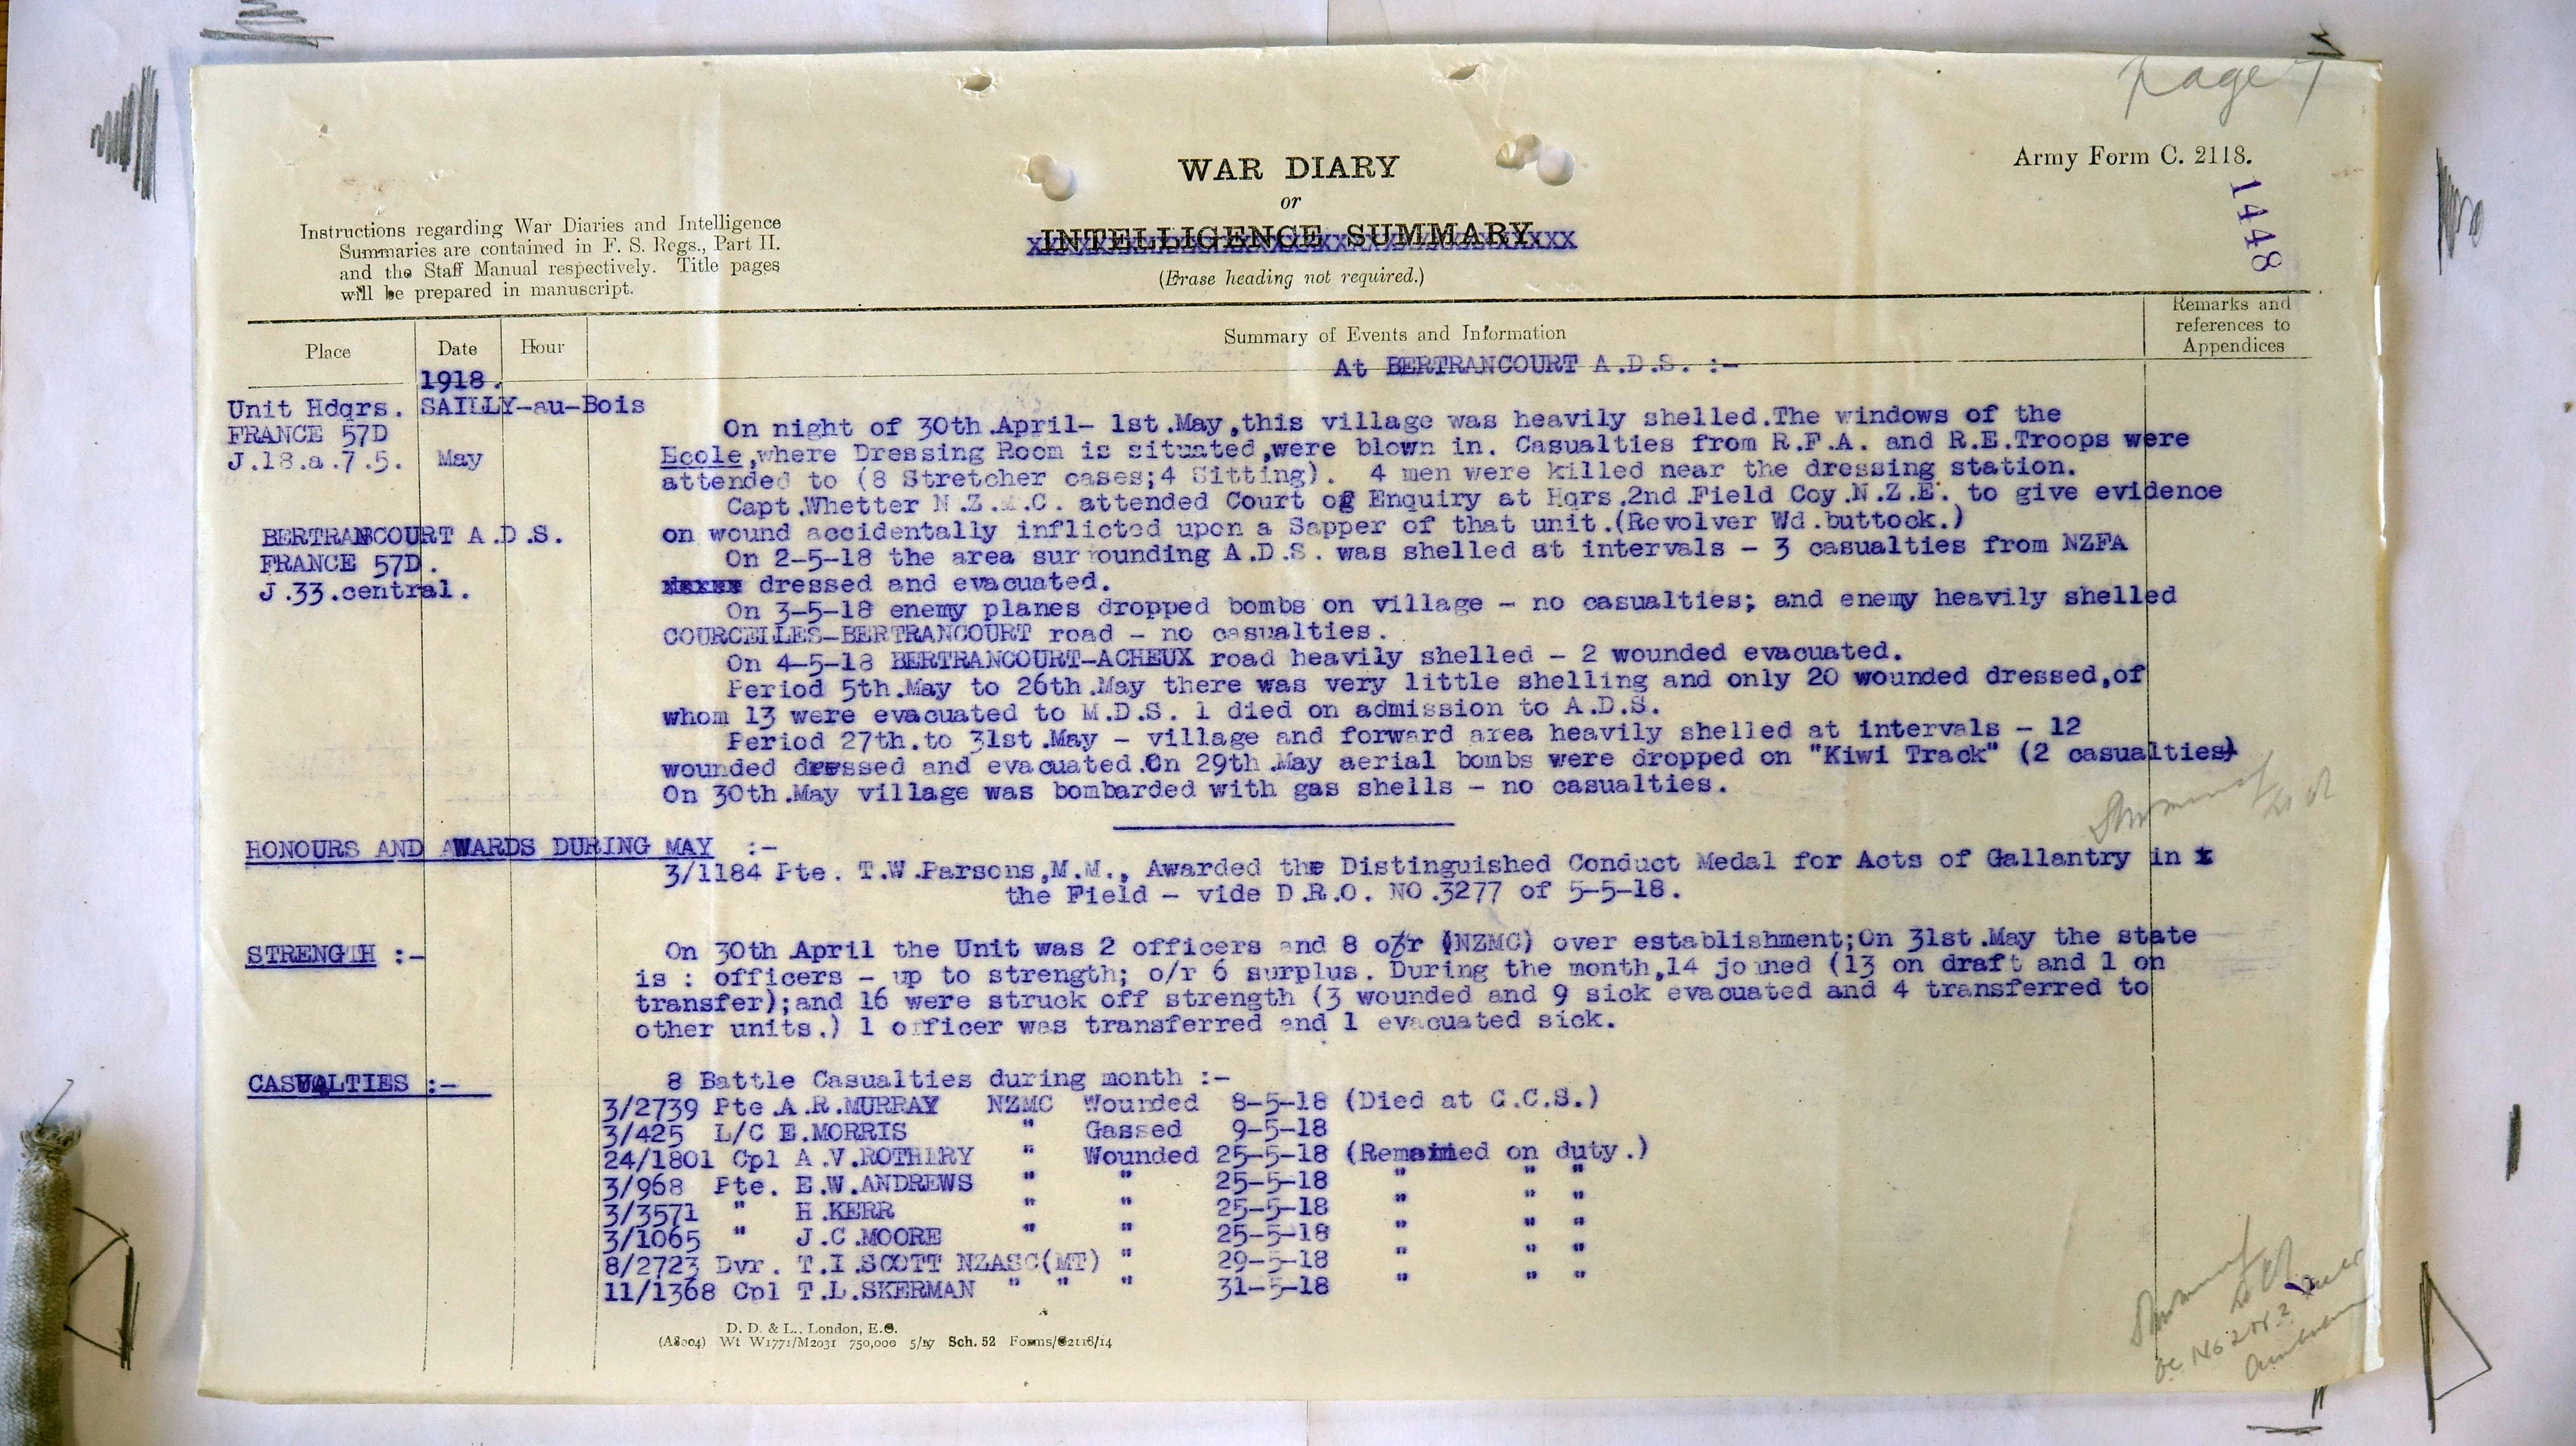 Page 7
Army Form C. 2118.
1448
WAR DIARY
or
INTELLIGENCE SUMMARY.
(Erase heading not required.)
Instructions regarding War Diaries and Intelligence
Summaries are contained in F. S. Regs., Part II.
and the Staff Manual respectively. Title pages
will be prepared in manuscript.
Place Date Hour Summary of Events and Information Remarks and
references to
Appendices
At BERTRANCOURT A.D.S. :-
1918.
Unit Hdqrs. SAILLY-au-Bois
FRANCE 57D
J.18.a.7.5. May
On night of 30th.April- 1st.May,this village was heavily shelled.The windows of the
Ecole,where Dressing Room is situated,were blown in. Casualties from R.F.A. and R.E.Troops were
attended to (8 Stretcher cases;4 Sitting). 4 men were killed near the dressing station.
Capt.Whetter N.Z.M.C. attended Court of Enquiry at Hqrs.2nd.Field Coy.N.Z.E. to give evidence
on wound accidentally inflicted upon a Sapper of that unit.(Revolver Wd.buttock.)
BERTRANCOURT A.D.S.
FRANCE 57D.
J.33.central.
On 2-5-18 the area surrounding A.D.S. was shelled at intervals - 3 casualties from NZFA
dressed and evacuated.
On 3-5-18 enemy planes dropped bombs on village - no casualties; and enemy heavily shelled
COURCELLES-BERTRANCOURT road - no casualties.
On 4-5-18 BERTRANCOURT-ACHEUX road heavily shelled - 2 wounded evacuated.
Period 5th.May to 26th.May there was very little shelling and only 20 wounded dressed,of
whom 13 were evacuated to M.D.S. 1 died on admission to A.D.S.
Period 27th.to 31st.May - village and forward area heavily shelled at intervals - 12
wounded dressed and evacuated.On 29th.May aerial bombs were dropped on "Kiwi Track" (2 casualties)
On 30th.May village was bombarded with gas shells - no casualties.
HONOURS AND AWARDS DURING MAY :-
3/1184 Pte. T.W.Parsons,M.M., Awarded the Distinguished Conduct Medal for Acts of Gallantry in t
the Field - vide D.R.O. NO.3277 of 5-5-18.
STRENGTH :-
On 30th April the Unit was 2 officers and 8 o/r (NZMC) over establishment;On 31st.May the state
is : officers - up to strength; o/r 6 surplus. During the month,14 joined (13 on draft and 1 on
transfer);and 16 were struck off strength (3 wounded and 9 sick evacuated and 4 transferred to
other units.) 1 officer was transferred and 1 evacuated sick.
CASUALTIES :-
8 Battle Casualties during month :-
3/2739 Pte.A.R.MURRAY NZMC Wounded 8-5-18 (Died at C.C.S.)
3/425 L/C E.MORRIS " Gassed 9-5-18
24/1801 Cpl A.V.ROTHERY " Wounded 25-5-18 (Remained on duty.)
3/968 Pte. E.W.ANDREWS " " 25-5-18 " " "
3/3571 " H.KERR " " 25-5-18 " " "
3/1065 " J.C.MOORE " " 25-5-18 " " "
8/2723 Dvr. T.I.SCOTT NZASC(MT) " 29-5-18 " " "
11/1368 Cpl T.L.SKERMAN " " " 31-5-18 " " "
D. D. & L., London, E.C.
(A8004) Wt W1771/M2031 750,000 5/17 Sch. 52 Forms/C2118/14